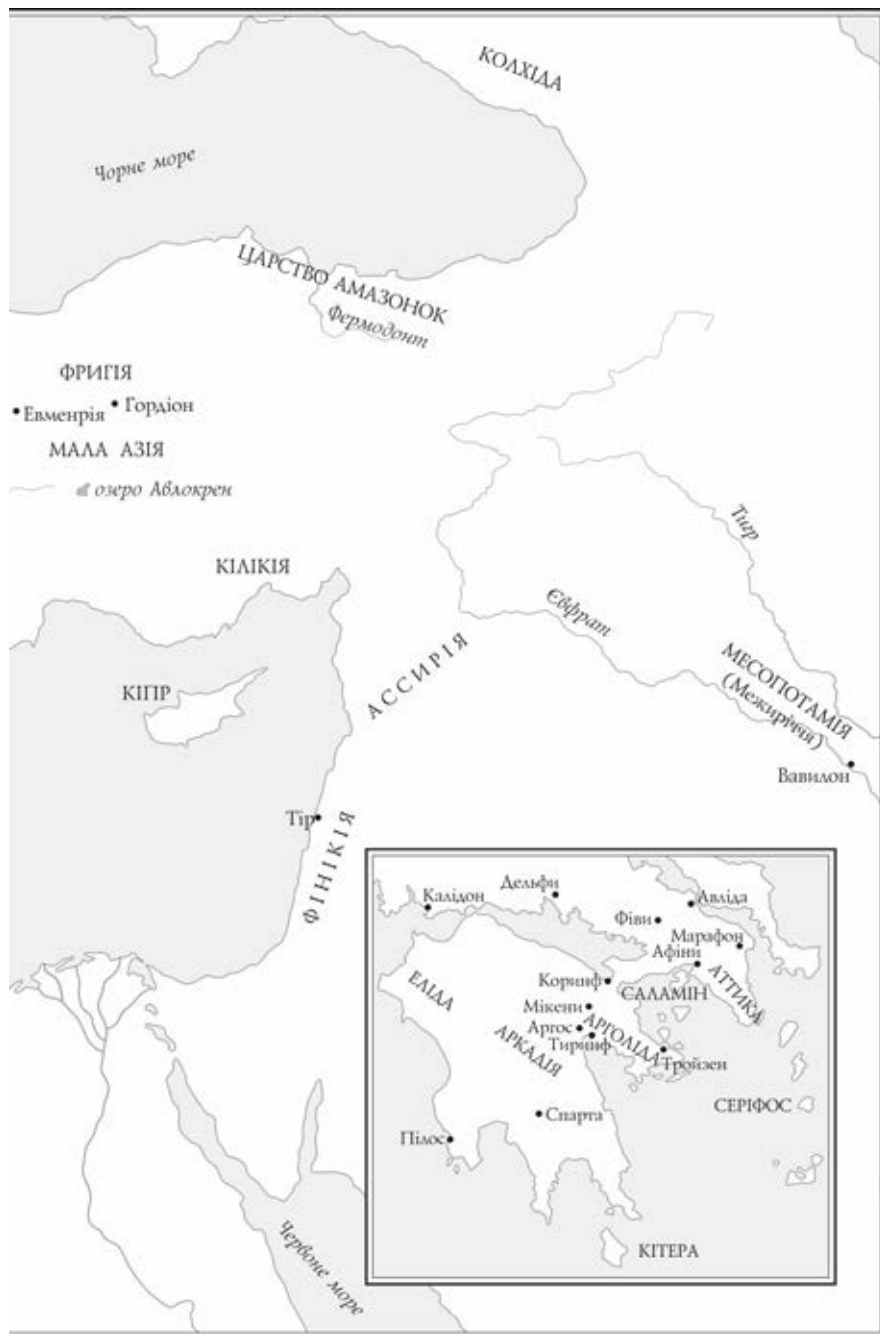 КОЛХІДА
Чорне море
ЦАРСТВО АМАЗОНОК
Фермодонт
ФРИГІЯ
Евменрія
Гордіон
МАЛА АЗІЯ
озеро Авлокрен
Тигр
КІЛІКІЯ
Євфрат
АССИРІЯ
МЕСОПОТАМІЯ
(Межиріччя)
КІПР
Вавилон
Тір
ФІНІКІЯ
Червоне море
Калідон
Дельфи
Авліда
Фіви
Марафон
Афіни
АТТИКА
Коринф
САЛАМІН
ЕЛІДА
Мікени
Аргос
АРГОЛІДА
Тиринф
АРКАДІЯ
Тройзен
СЕРІФОС
Спарта
Пілос
КІТЕРА